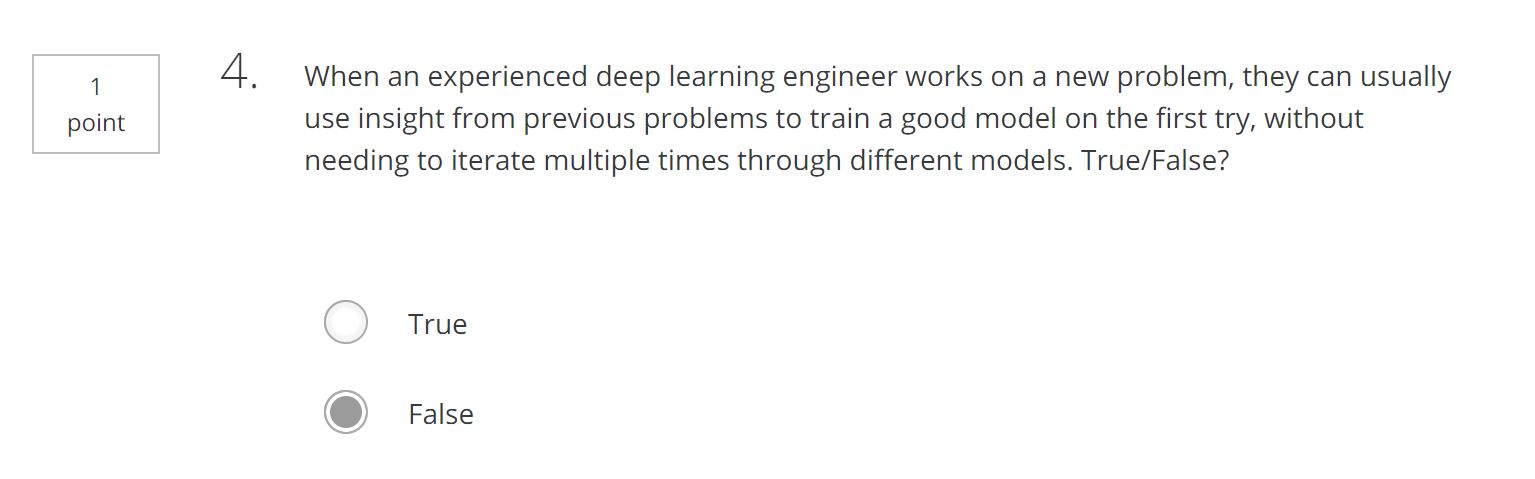 1
point
4.
When an experienced deep learning engineer works on a new problem, they can usually
use insight from previous problems to train a good model on the first try, without
needing to iterate multiple times through different models. True/False?
True
False